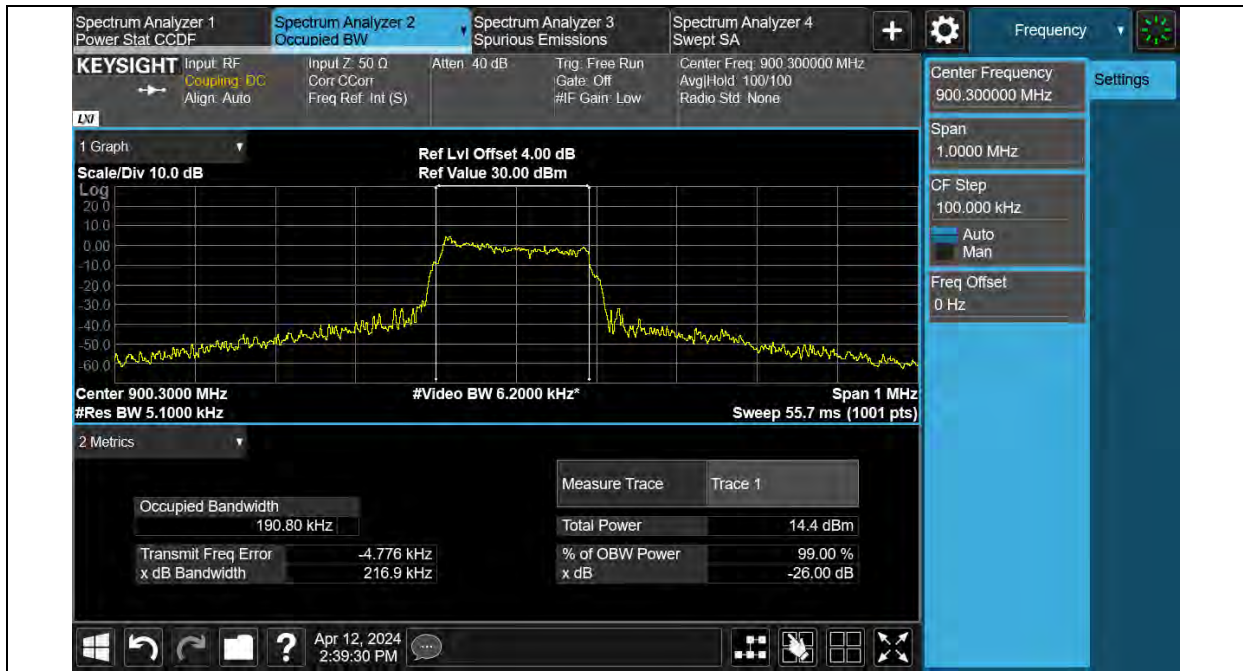 Spectrum Analyzer 1
Power Stat CCDF
Spectrum Analyzer 2
Occupied BW
Spectrum Analyzer 3
Spurious Emissions
Spectrum Analyzer 4
Swept SA
+
Frequency
KEYSIGHT
Input: RF
Coupling: DC
Align: Auto
Input Z: 50 Ω
Corr CCorr
Freq Ref: Int (S)
Atten: 40 dB
Trig: Free Run
Gate: Off
#IF Gain: Low
Center Freq: 900.300000 MHz
Avg|Hold: 100/100
Radio Std: None
LXI
Center Frequency
900.300000 MHz
Settings
Span
1.0000 MHz
CF Step
100.000 kHz
Auto
Man
Freq Offset
0 Hz
1 Graph
Scale/Div 10.0 dB
Ref Lvl Offset 4.00 dB
Ref Value 30.00 dBm
Log
20.0
10.0
0.00
-10.0
-20.0
-30.0
-40.0
-50.0
-60.0
Center 900.3000 MHz
#Video BW 6.2000 kHz*
Span 1 MHz
#Res BW 5.1000 kHz
Sweep 55.7 ms (1001 pts)
2 Metrics
Measure Trace Trace 1
Occupied Bandwidth
190.80 kHz
Total Power 14.4 dBm
Transmit Freq Error -4.776 kHz
% of OBW Power 99.00 %
x dB Bandwidth 216.9 kHz
x dB -26.00 dB
?
Apr 12, 2024
2:39:30 PM